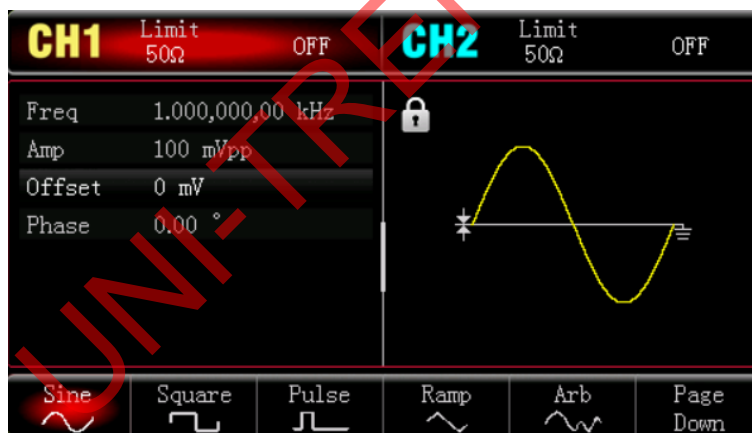 CH1 Limit 50Ω OFF
CH2 Limit 50Ω OFF
Freq 1.000,000,00 kHz
Amp 100 mVpp
Offset 0 mV
Phase 0.00 °
Sine
Square
Pulse
Ramp
Arb
Page Down
UNI-TREND